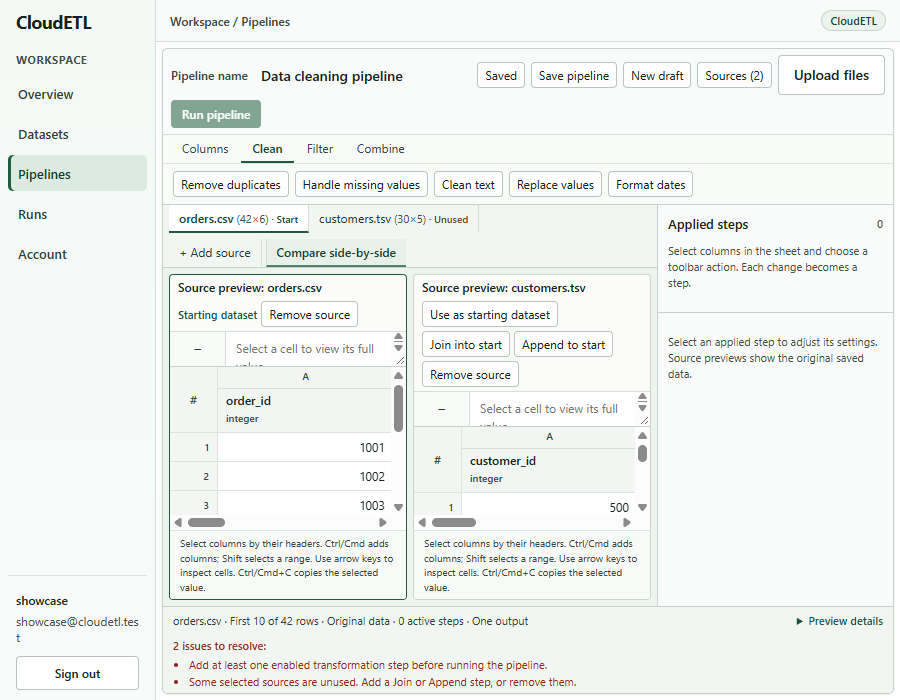 CloudETL
WORKSPACE
Overview
Datasets
Pipelines
Runs
Account
showcase
showcase@cloudetl.tes
t
Sign out
Workspace / Pipelines
CloudETL
Pipeline name Data cleaning pipeline Saved Save pipeline New draft Sources (2) Upload files
Run pipeline
Columns Clean Filter Combine
Remove duplicates Handle missing values Clean text Replace values Format dates
orders.csv (42×6) · Start customers.tsv (30×5) · Unused
+ Add source Compare side-by-side
Source preview: orders.csv
Starting dataset Remove source
– Select a cell to view its full
A
# order_id
integer
1 1001
2 1002
3 1003
Select columns by their headers. Ctrl/Cmd adds
columns; Shift selects a range. Use arrow keys to
inspect cells. Ctrl/Cmd+C copies the selected
value.
Source preview: customers.tsv
Use as starting dataset
Join into start Append to start
Remove source
– Select a cell to view its full
A
# customer_id
integer
1 500
Select columns by their headers. Ctrl/Cmd adds
columns; Shift selects a range. Use arrow keys to
inspect cells. Ctrl/Cmd+C copies the selected
value.
Applied steps 0
Select columns in the sheet and choose a
toolbar action. Each change becomes a
step.
Select an applied step to adjust its settings.
Source previews show the original saved
data.
orders.csv · First 10 of 42 rows · Original data · 0 active steps · One output
Preview details
2 issues to resolve:
• Add at least one enabled transformation step before running the pipeline.
• Some selected sources are unused. Add a Join or Append step, or remove them.